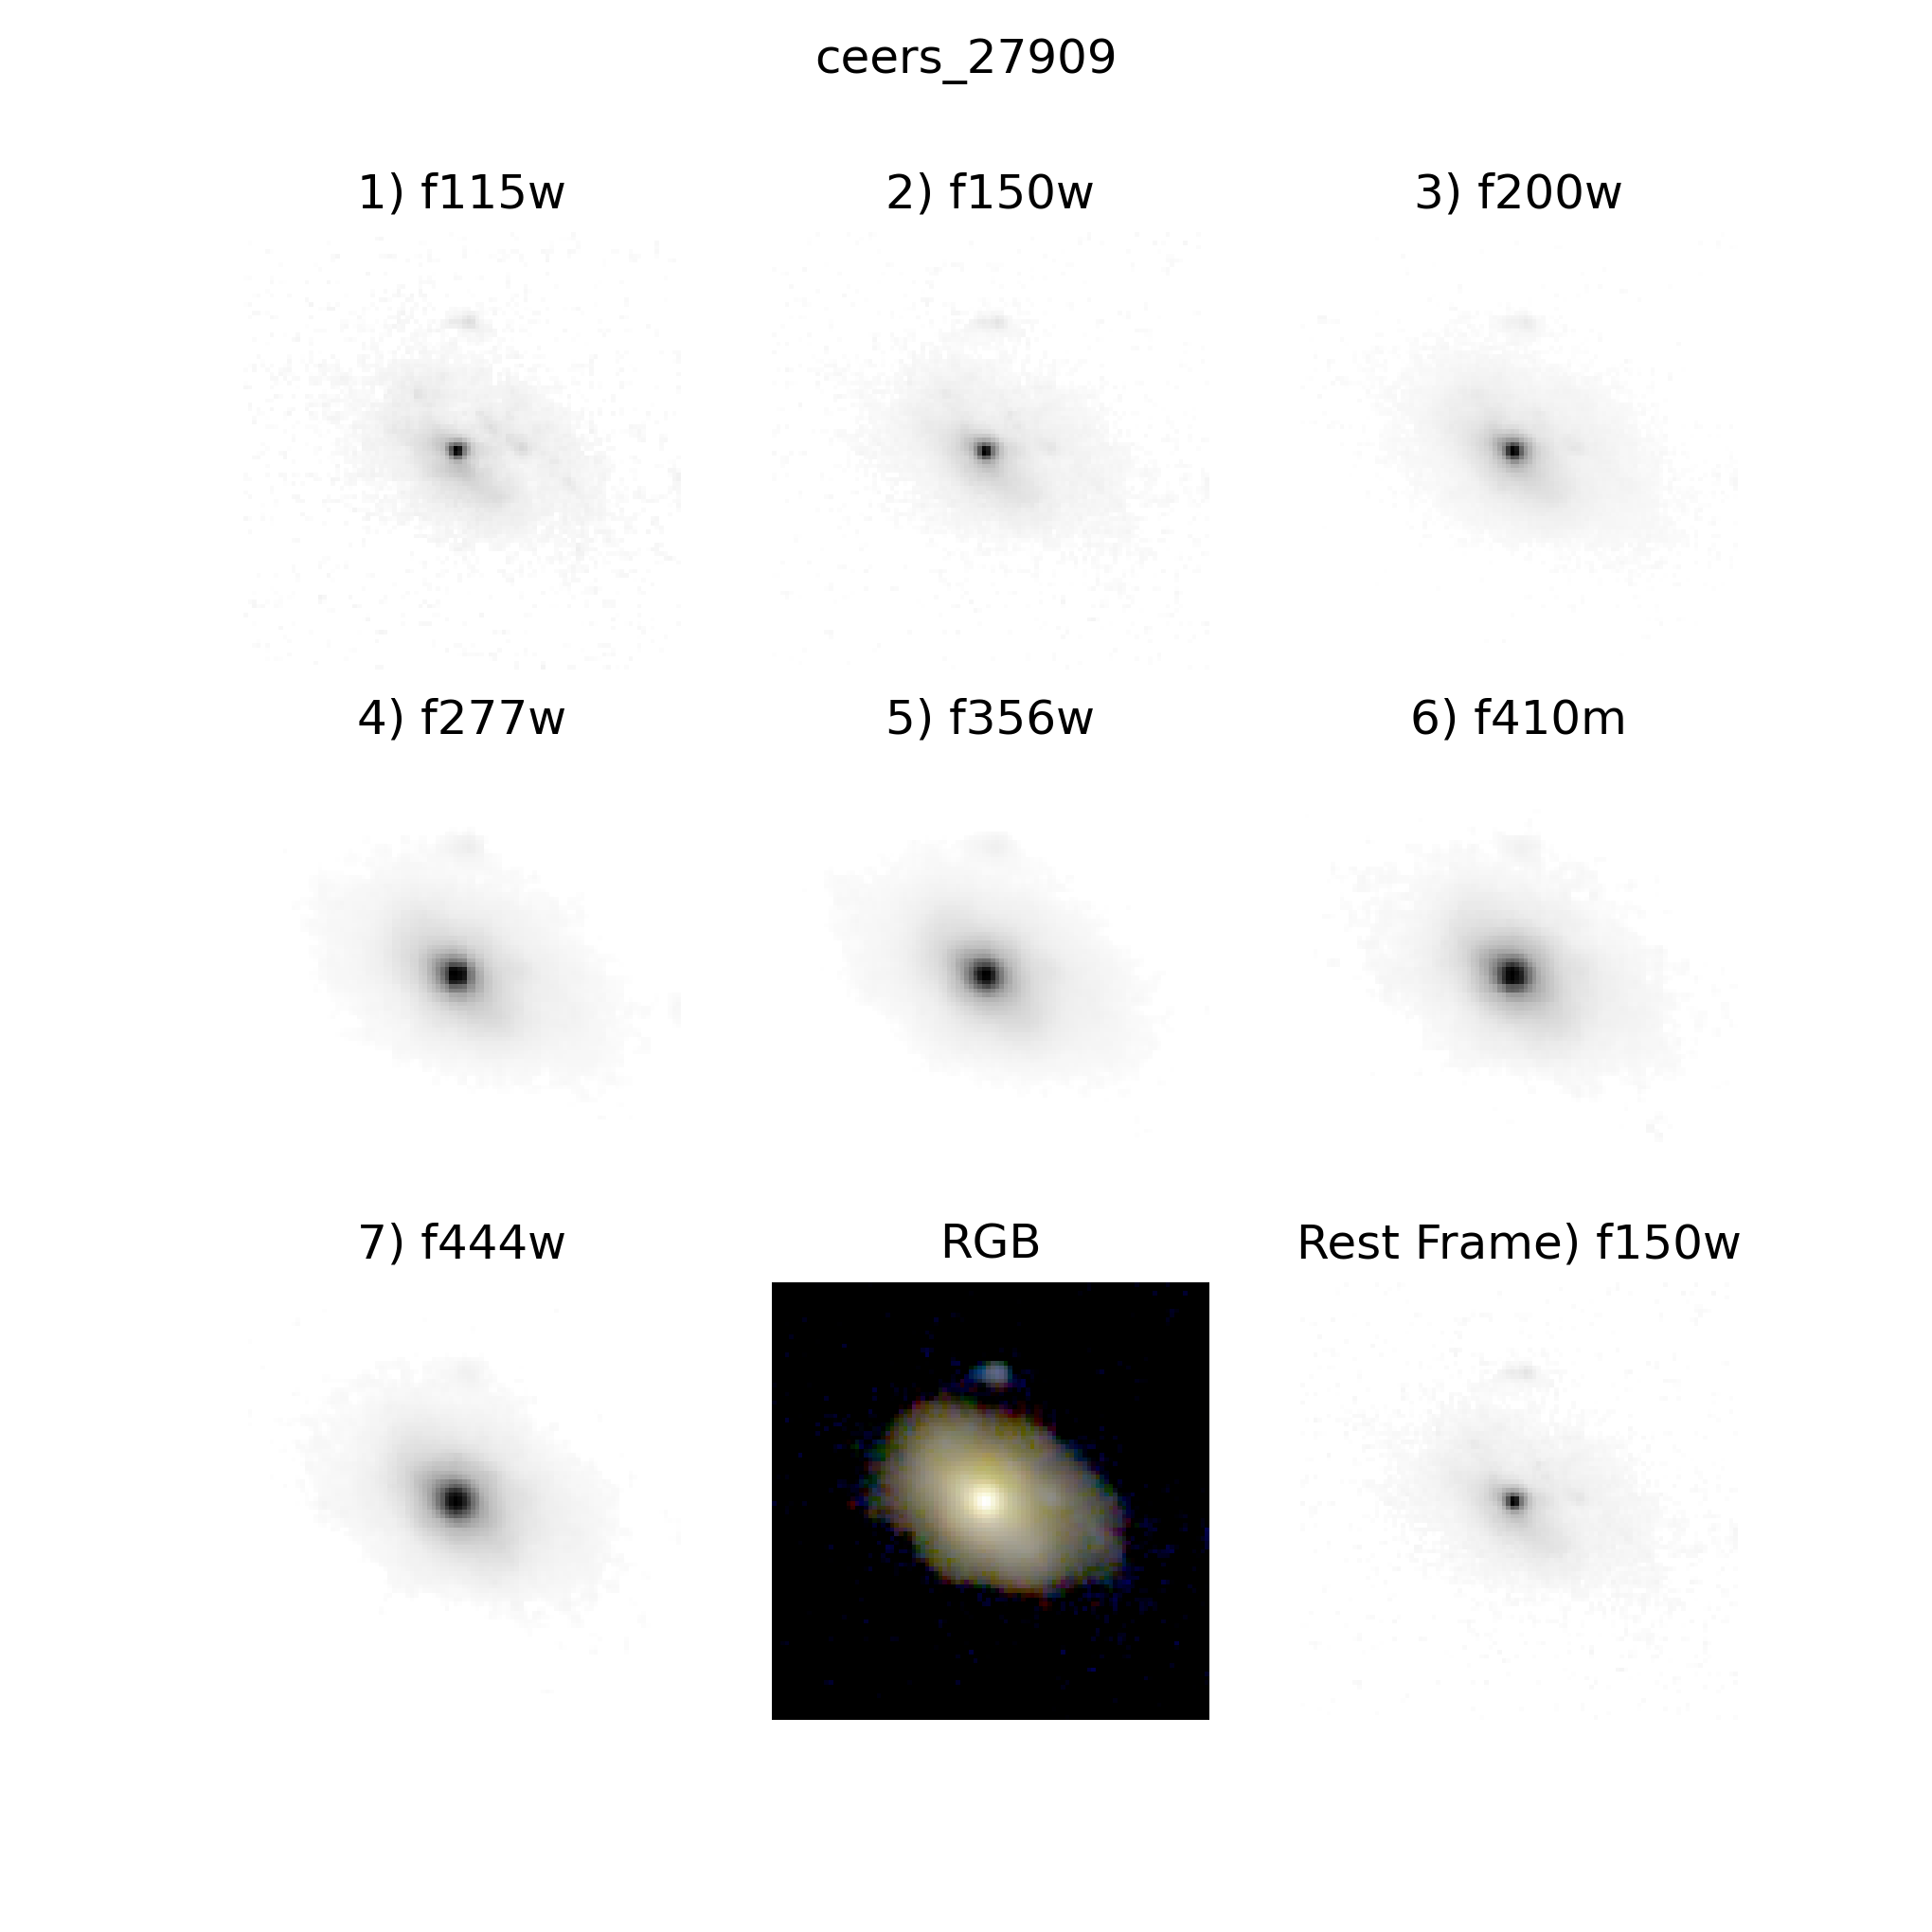 ceers_27909
1) f115w
2) f150w
3) f200w
4) f277w
5) f356w
6) f410m
7) f444w
RGB
Rest Frame) f150w